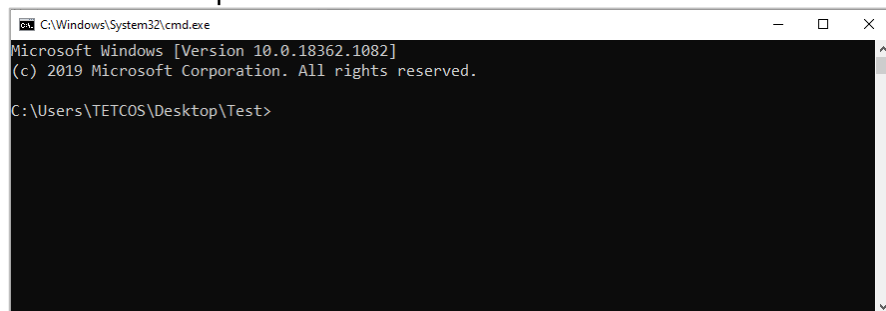 C:\Windows\System32\cmd.exe
Microsoft Windows [Version 10.0.18362.1082]
(c) 2019 Microsoft Corporation. All rights reserved.
C:\Users\TETCOS\Desktop\Test>